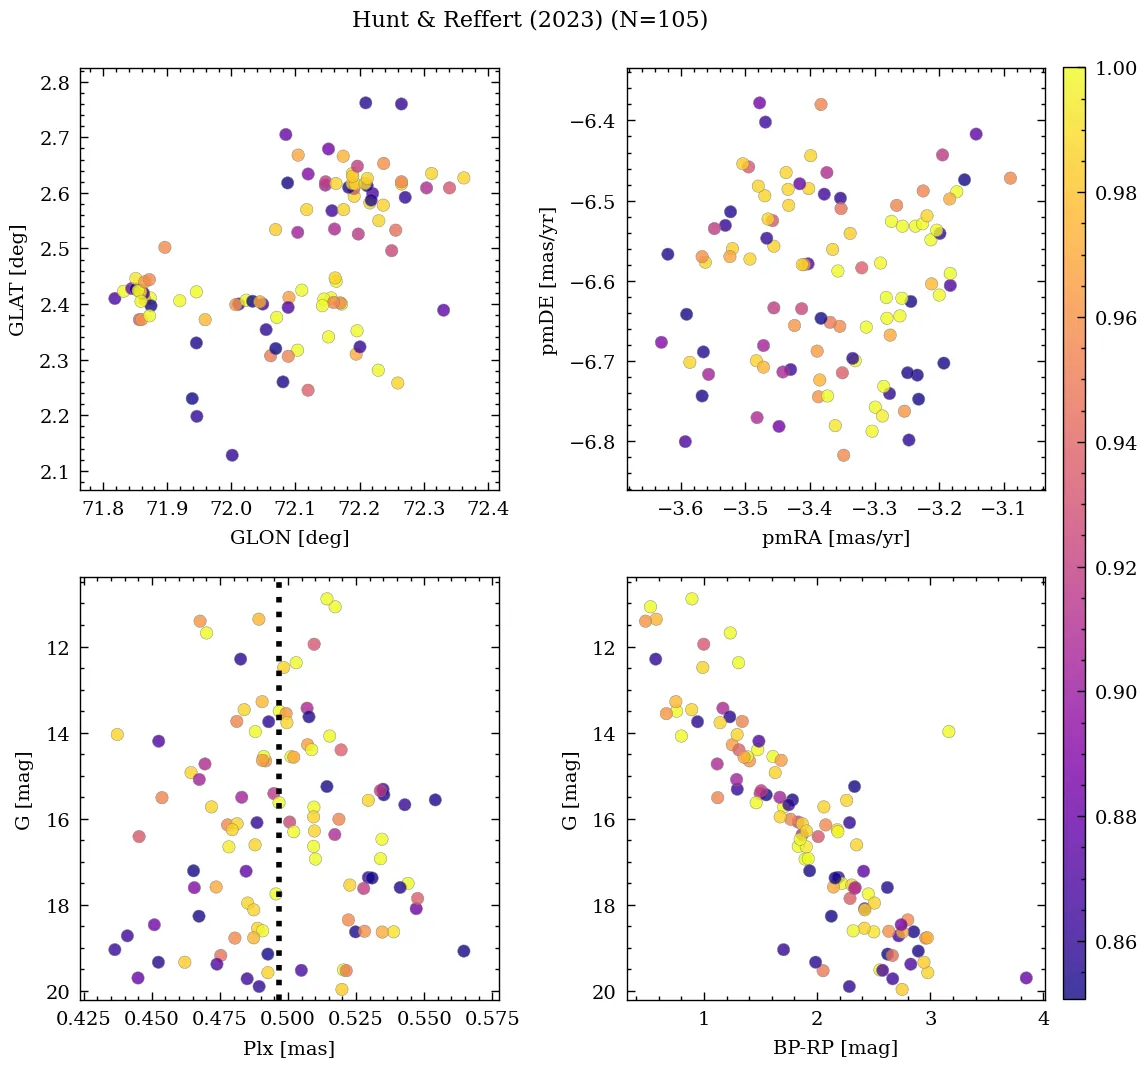 Hunt & Reffert (2023) (N=105)
2.8
2.7
2.6
2.5
2.4
2.3
2.2
2.1
GLAT [deg]
71.8 71.9 72.0 72.1 72.2 72.3 72.4
GLON [deg]
−6.4
−6.5
−6.6
−6.7
−6.8
pmDE [mas/yr]
−3.6 −3.5 −3.4 −3.3 −3.2 −3.1
pmRA [mas/yr]
1.00
0.98
0.96
0.94
0.92
0.90
0.88
0.86
12
14
16
18
20
G [mag]
0.425 0.450 0.475 0.500 0.525 0.550 0.575
Plx [mas]
12
14
16
18
20
G [mag]
1 2 3 4
BP-RP [mag]